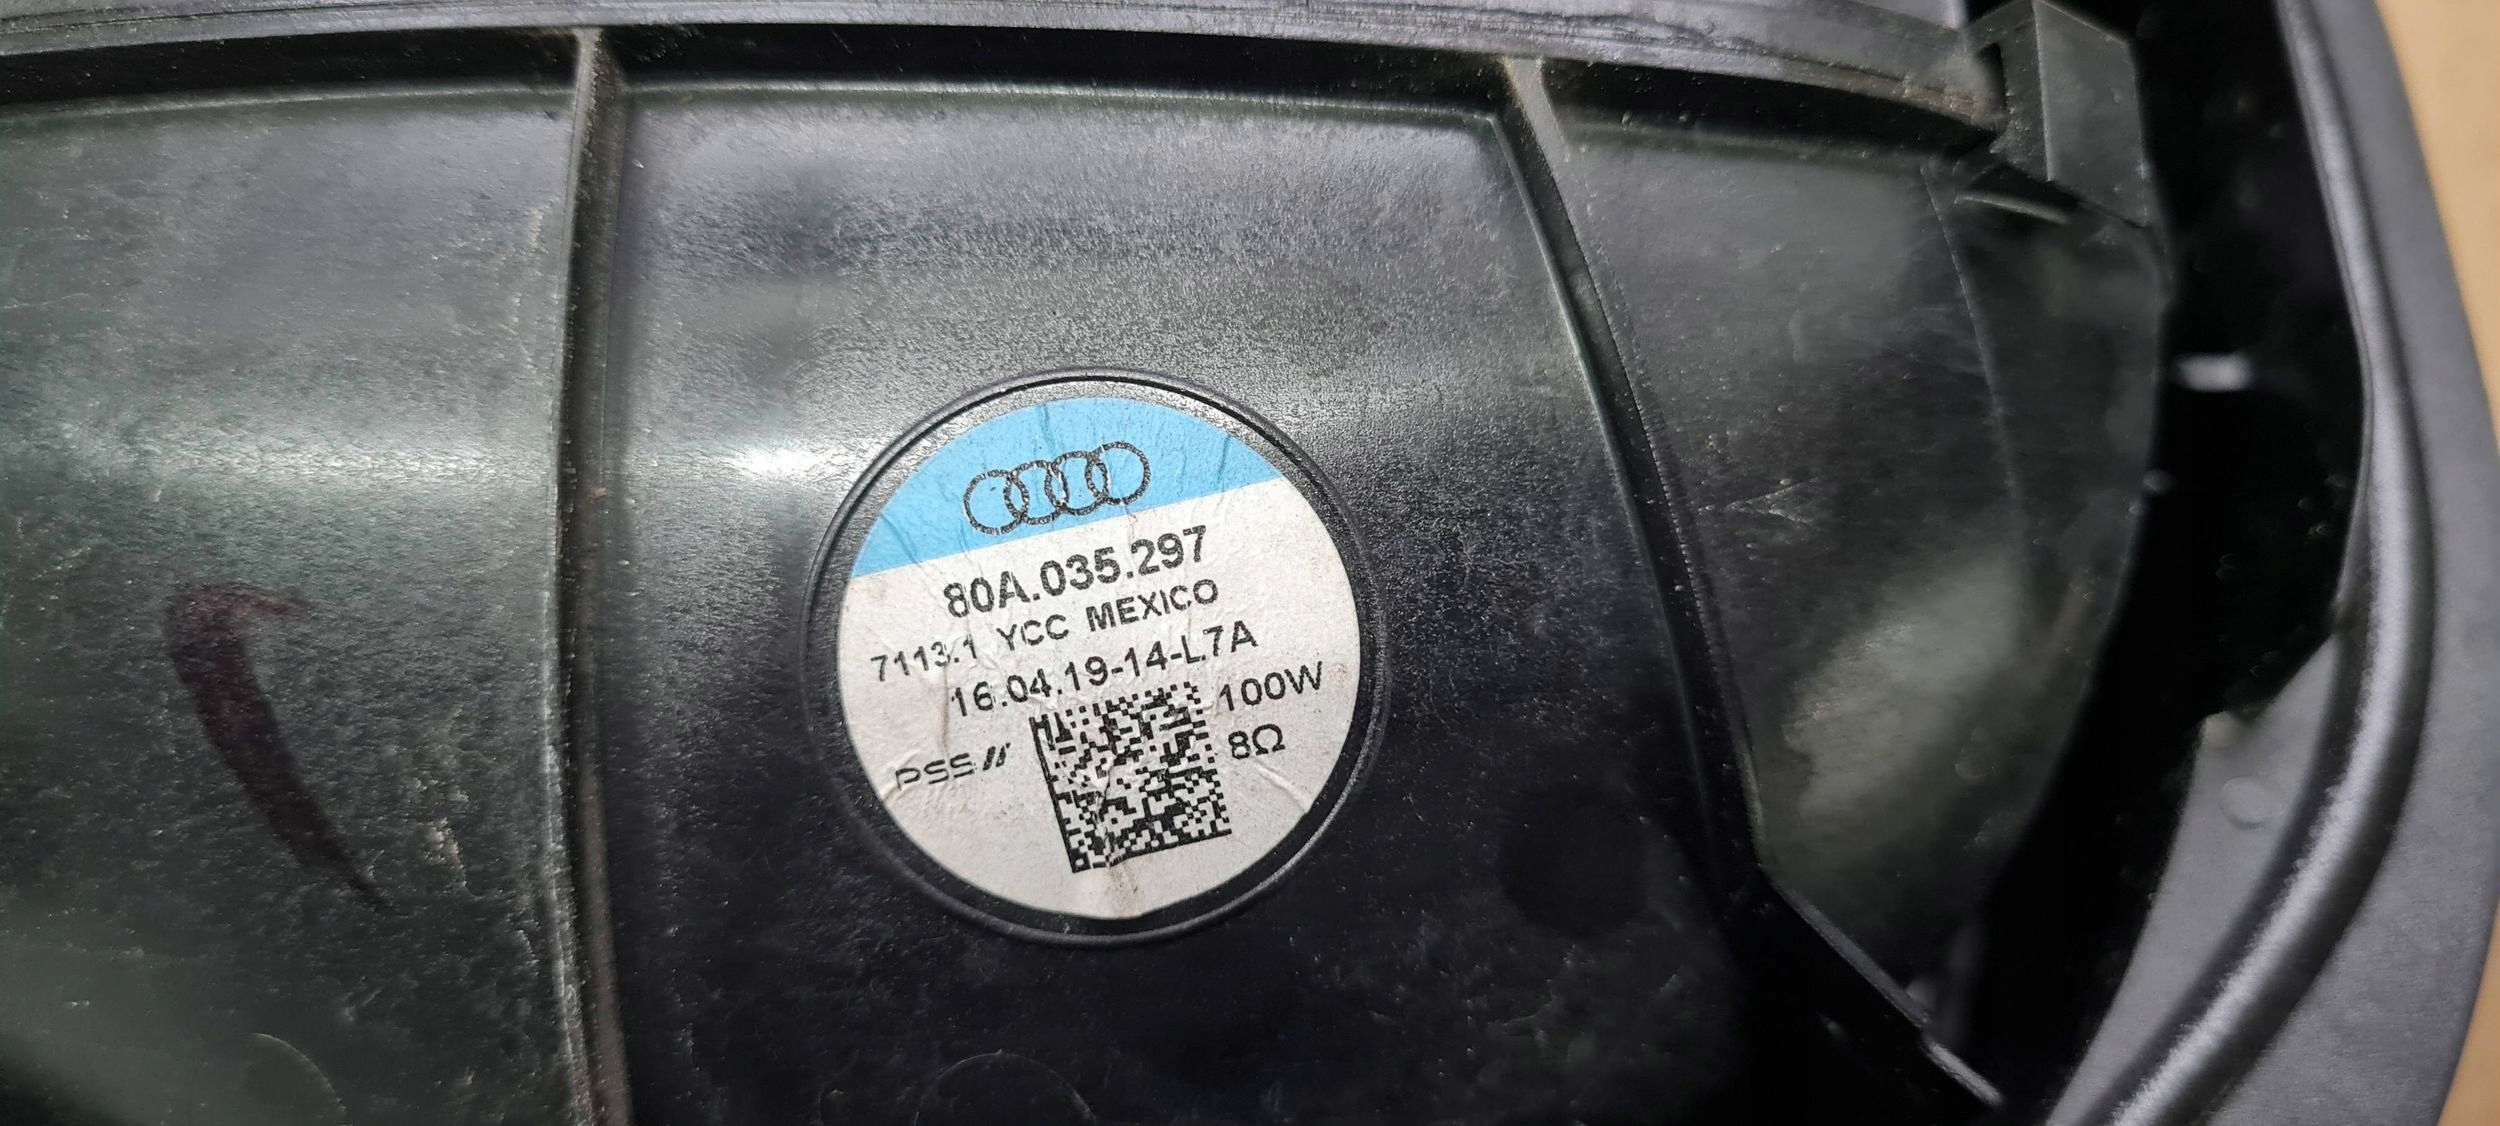 80A.035.297
7113.1 YCC MEXICO
16.04.19-14-L7A
100W
PSS
8Ω